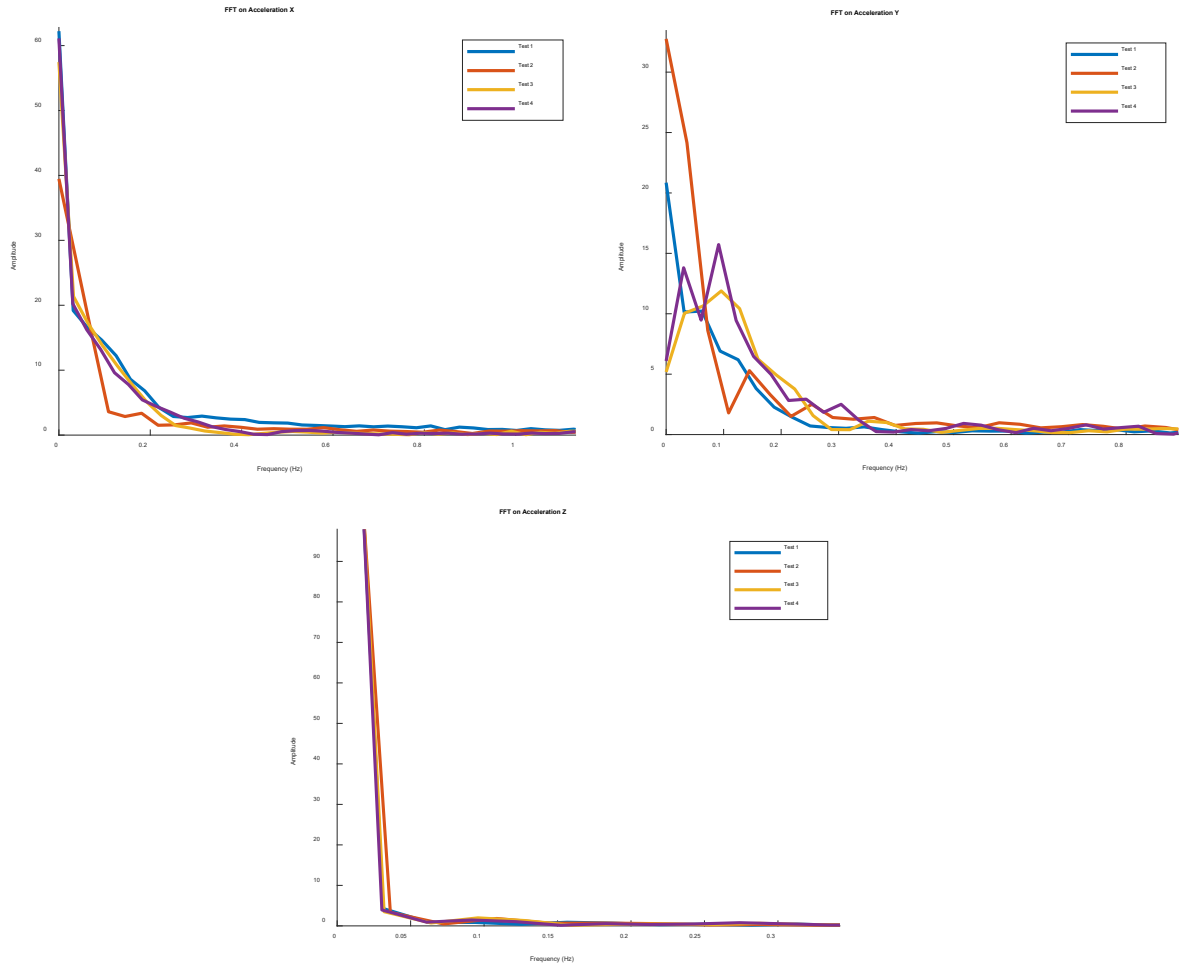 FFT on Acceleration X
60
50
40
30
20
10
0
0
0.2
0.4
0.6
0.8
1
Amplitude
Frequency (Hz)
Test 1
Test 2
Test 3
Test 4
FFT on Acceleration Y
30
25
20
15
10
5
0
0
0.1
0.2
0.3
0.4
0.5
0.6
0.7
0.8
Amplitude
Frequency (Hz)
Test 1
Test 2
Test 3
Test 4
FFT on Acceleration Z
90
80
70
60
50
40
30
20
10
0
0
0.05
0.1
0.15
0.2
0.25
0.3
Amplitude
Frequency (Hz)
Test 1
Test 2
Test 3
Test 4